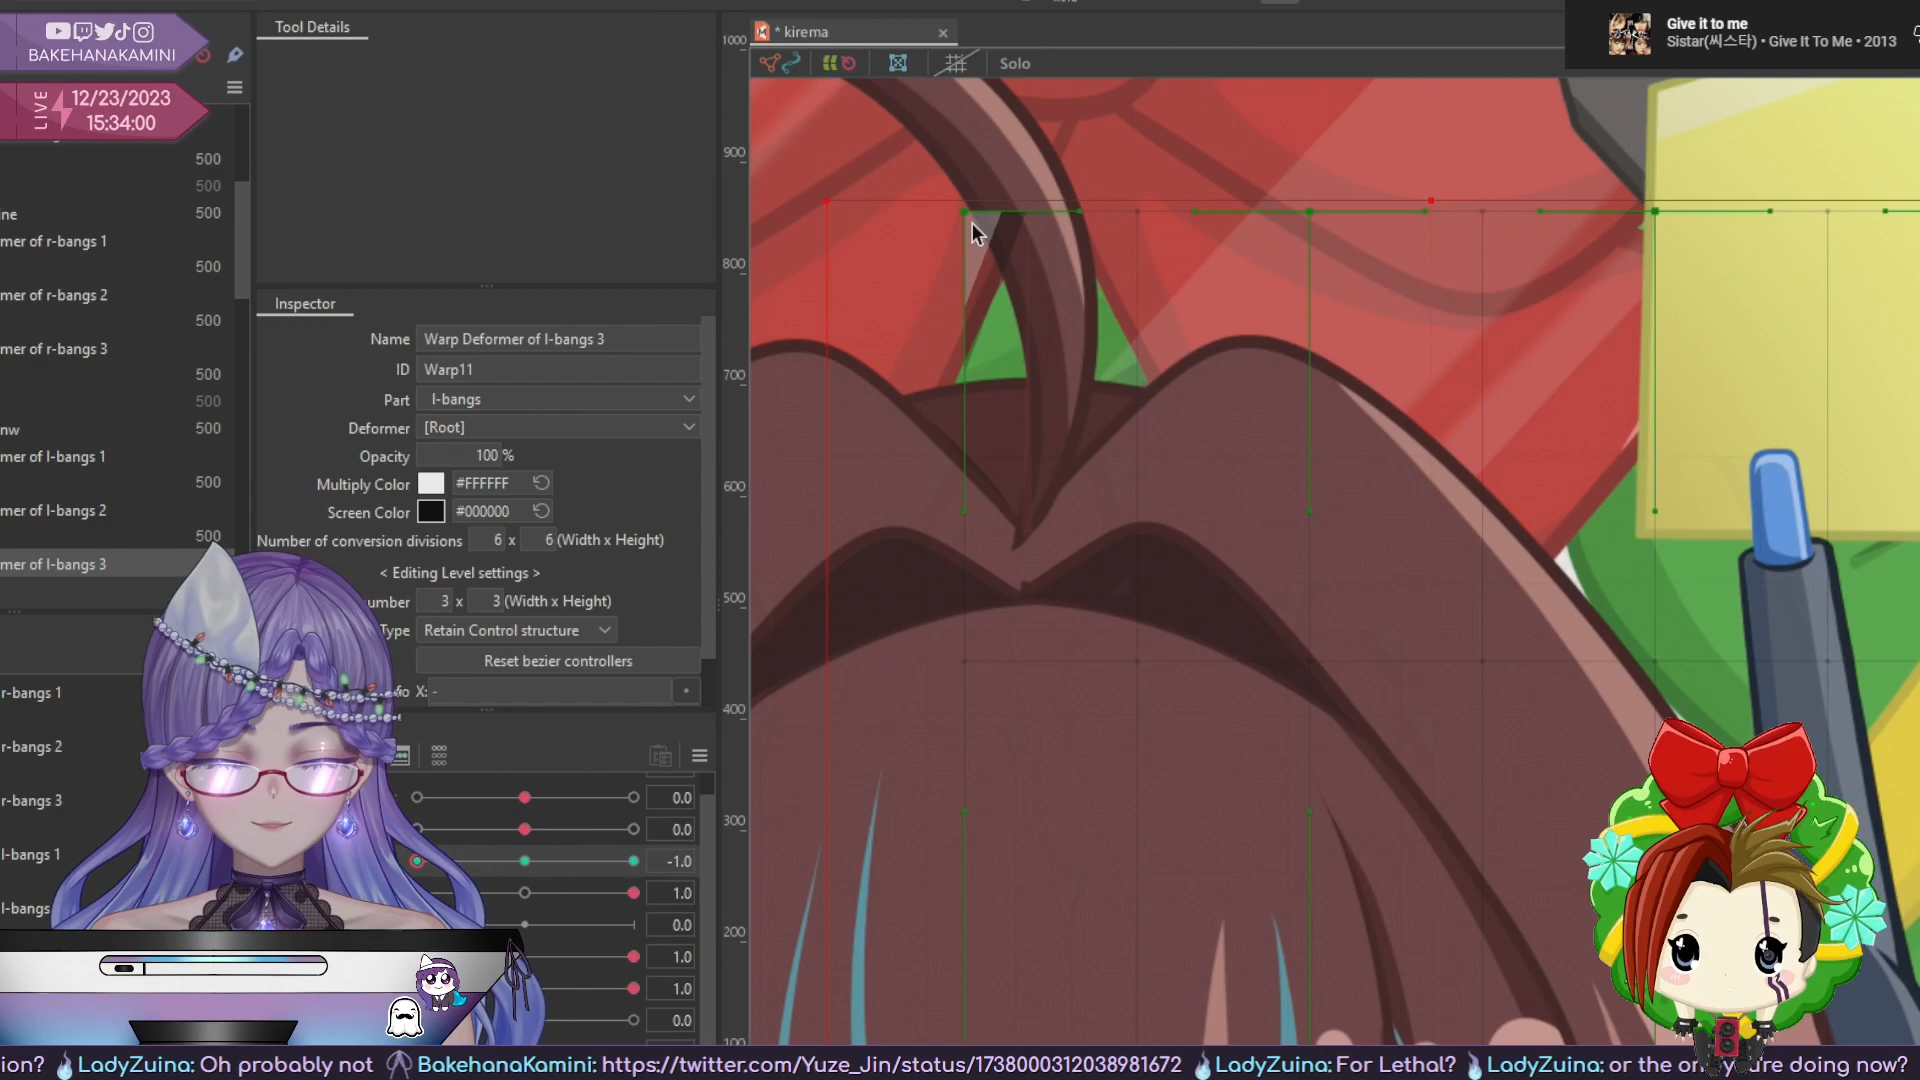 BAKEHANAKAMINI
LIVE
12/23/2023
15:34:00
Tool Details
* kirema
Solo
Give it to me
Sistar(씨스타) • Give It To Me • 2013
500
500
ine
500
mer of r-bangs 1
500
mer of r-bangs 2
500
mer of r-bangs 3
500
500
nw
500
mer of l-bangs 1
500
mer of l-bangs 2
500
mer of l-bangs 3
r-bangs 1
r-bangs 2
r-bangs 3
l-bangs 1
l-bangs
Inspector
Name Warp Deformer of l-bangs 3
ID Warp11
Part l-bangs
Deformer [Root]
Opacity 100 %
Multiply Color #FFFFFF
Screen Color #000000
Number of conversion divisions 6 x 6 (Width x Height)
< Editing Level settings >
umber 3 x 3 (Width x Height)
Type Retain Control structure
Reset bezier controllers
fo X: -
0.0
0.0
-1.0
1.0
0.0
1.0
1.0
0.0
1000
900
800
700
600
500
400
300
200
100
ion? LadyZuina: Oh probably not BakehanaKamini: https://twitter.com/Yuze_Jin/status/1738000312038981672 LadyZuina: For Lethal? LadyZuina: or the on re doing now?